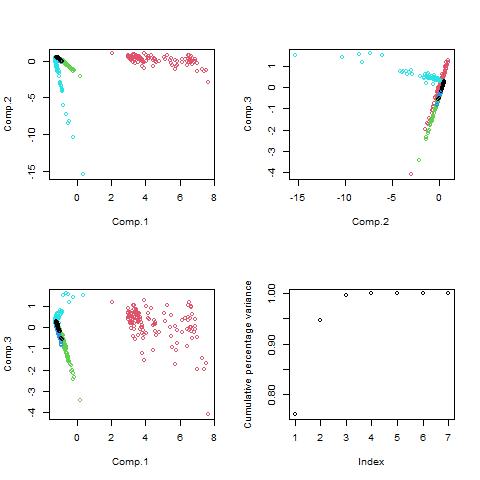 0
-5
-10
-15
Comp.2
0 2 4 6 8
Comp.1
1
0
-1
-2
-3
-4
Comp.3
-15 -10 -5 0
Comp.2
1
0
-1
-2
-3
-4
Comp.3
0 2 4 6 8
Comp.1
1.00
0.90
0.80
Cumulative percentage variance
1 2 3 4 5 6 7
Index